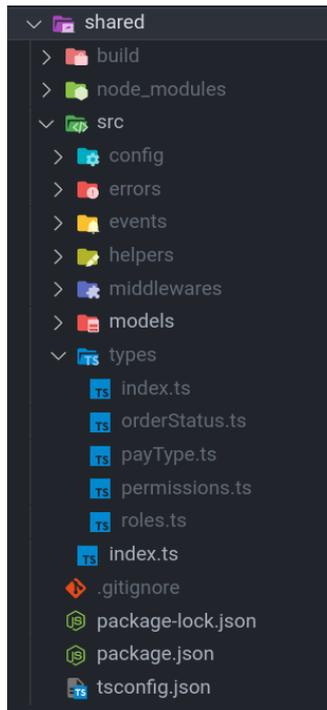 shared
build
node_modules
src
config
errors
events
helpers
middlewares
models
types
index.ts
orderStatus.ts
payType.ts
permissions.ts
roles.ts
index.ts
.gitignore
package-lock.json
package.json
tsconfig.json